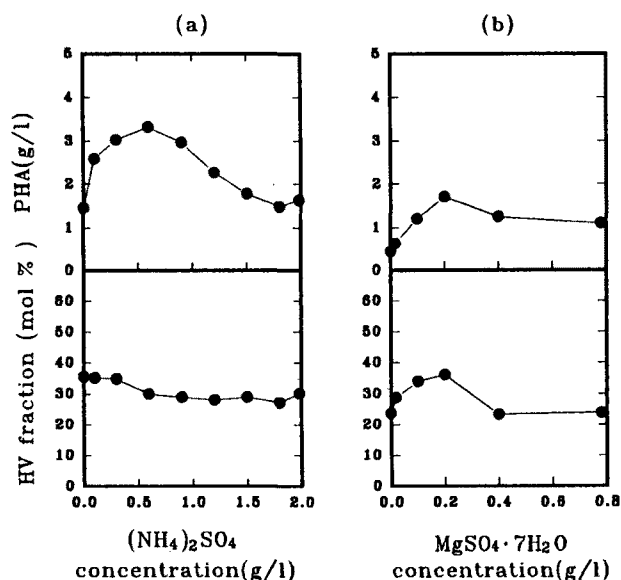 (a)
(b)
PHA(g/l)
5
4
3
2
1
0
5
4
3
2
1
0
HV fraction (mol %)
60
50
40
30
20
10
0
60
50
40
30
20
10
0
0.0 0.5 1.0 1.5 2.0
0.0 0.2 0.4 0.6 0.8
(NH4)2SO4
concentration(g/l)
MgSO4·7H2O
concentration(g/l)